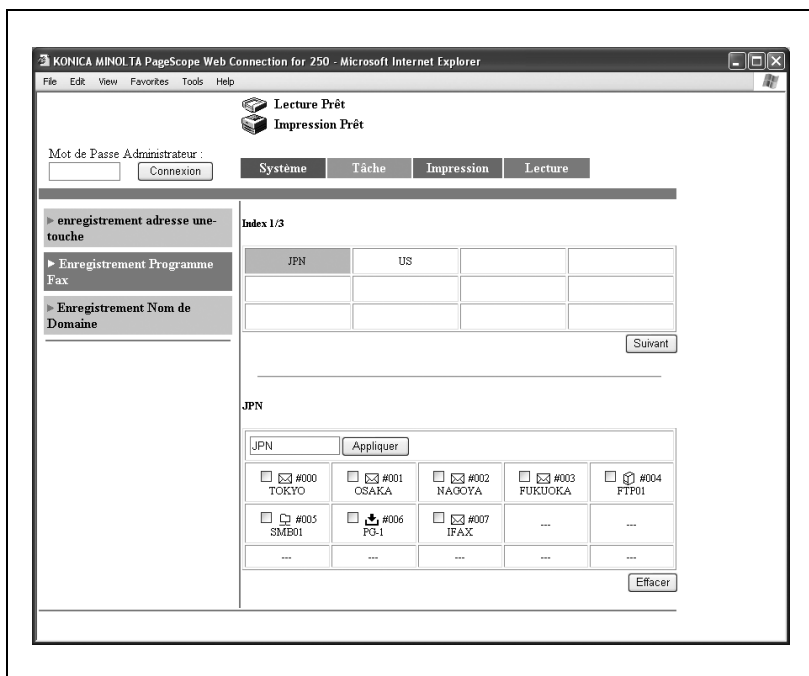 KONICA MINOLTA PageScope Web Connection for 250 - Microsoft Internet Explorer
File Edit View Favorites Tools Help
Lecture Prêt
Impression Prêt
Mot de Passe Administrateur :
Connexion
Système Tâche Impression Lecture
enregistrement adresse une-
touche
Enregistrement Programme
Fax
Enregistrement Nom de
Domaine
Index 1/3
JPN US
Suivant
JPN
JPN Appliquer
#000 #001 #002 #003 #004
TOKYO OSAKA NAGOYA FUKUOKA FTP01
#005 #006 #007 --- ---
SMB01 PG-1 IFAX
--- --- --- --- ---
Effacer